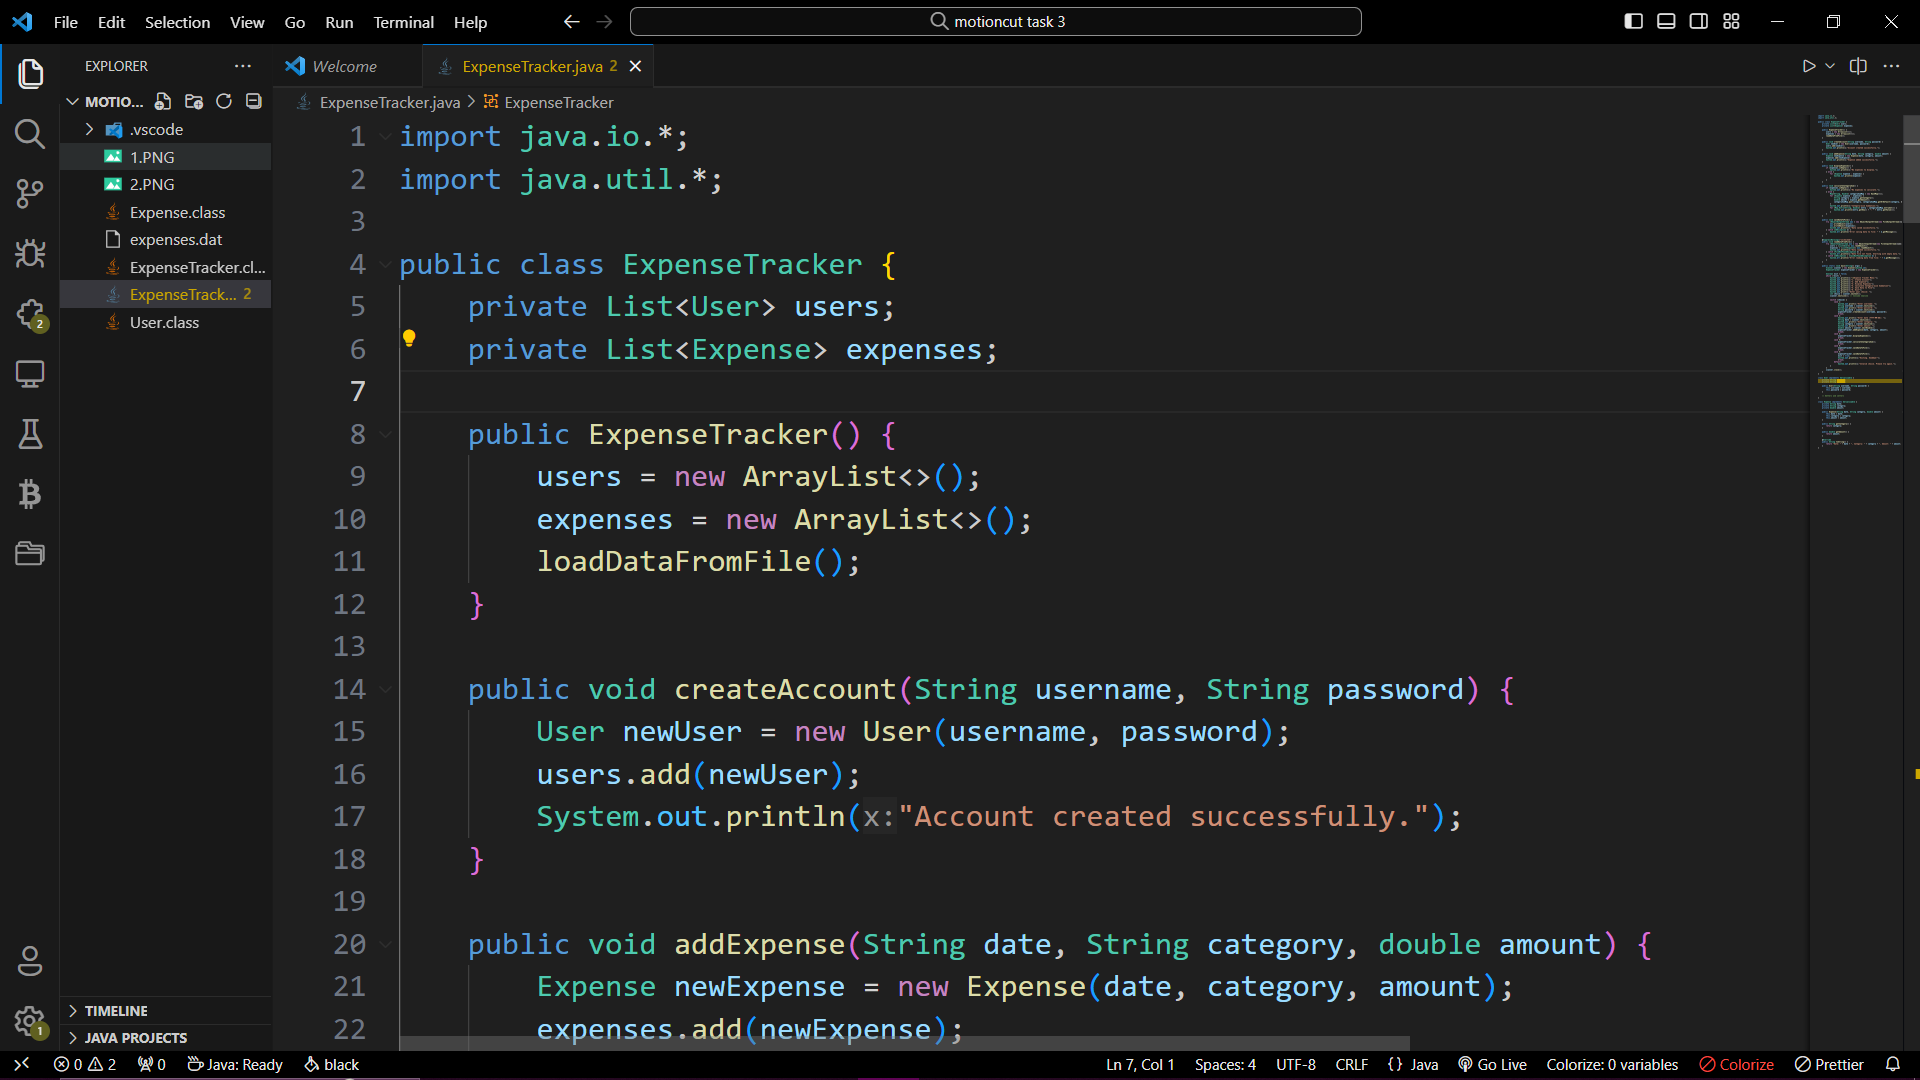 File Edit Selection View Go Run Terminal Help
motioncut task 3
EXPLORER
Welcome
ExpenseTracker.java 2
MOTIO...
ExpenseTracker.java > ExpenseTracker
.vscode
1.PNG
2.PNG
Expense.class
expenses.dat
ExpenseTracker.cl...
ExpenseTrack... 2
User.class
1 import java.io.*;
2 import java.util.*;
3
4 public class ExpenseTracker {
5 private List<User> users;
6 private List<Expense> expenses;
7
8 public ExpenseTracker() {
9 users = new ArrayList<>();
10 expenses = new ArrayList<>();
11 loadDataFromFile();
12 }
13
14 public void createAccount(String username, String password) {
15 User newUser = new User(username, password);
16 users.add(newUser);
17 System.out.println(x:"Account created successfully.");
18 }
19
20 public void addExpense(String date, String category, double amount) {
21 Expense newExpense = new Expense(date, category, amount);
22 expenses.add(newExpense);
2
1
TIMELINE
JAVA PROJECTS
0 2 0 Java: Ready black Ln 7, Col 1 Spaces: 4 UTF-8 CRLF {} Java Go Live Colorize: 0 variables Colorize Prettier